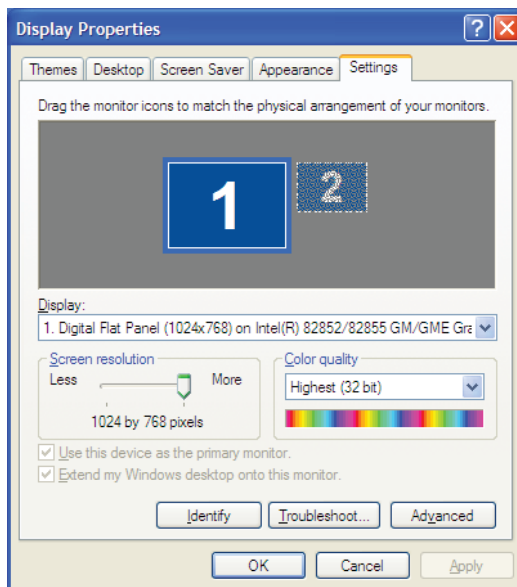 Display Properties
Themes Desktop Screen Saver Appearance Settings
Drag the monitor icons to match the physical arrangement of your monitors.
1 2
Display:
1. Digital Flat Panel (1024x768) on Intel(R) 82852/82855 GM/GME Gra
Screen resolution Color quality
Less More Highest (32 bit)
1024 by 768 pixels
Use this device as the primary monitor.
Extend my Windows desktop onto this monitor.
Identify Troubleshoot... Advanced
OK Cancel Apply